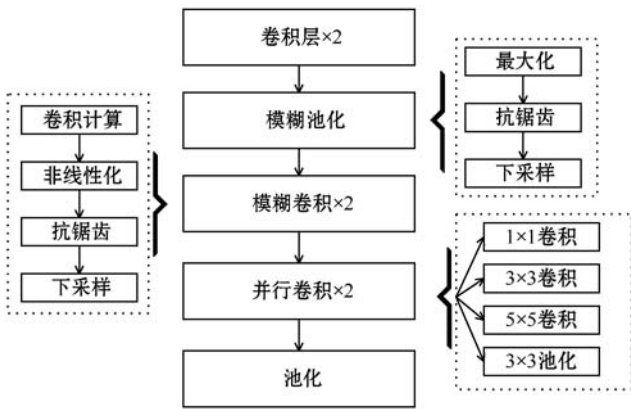 卷积层×2
模糊池化
模糊卷积×2
并行卷积×2
池化
卷积计算
非线性化
抗锯齿
下采样
最大化
抗锯齿
下采样
1×1卷积
3×3卷积
5×5卷积
3×3池化